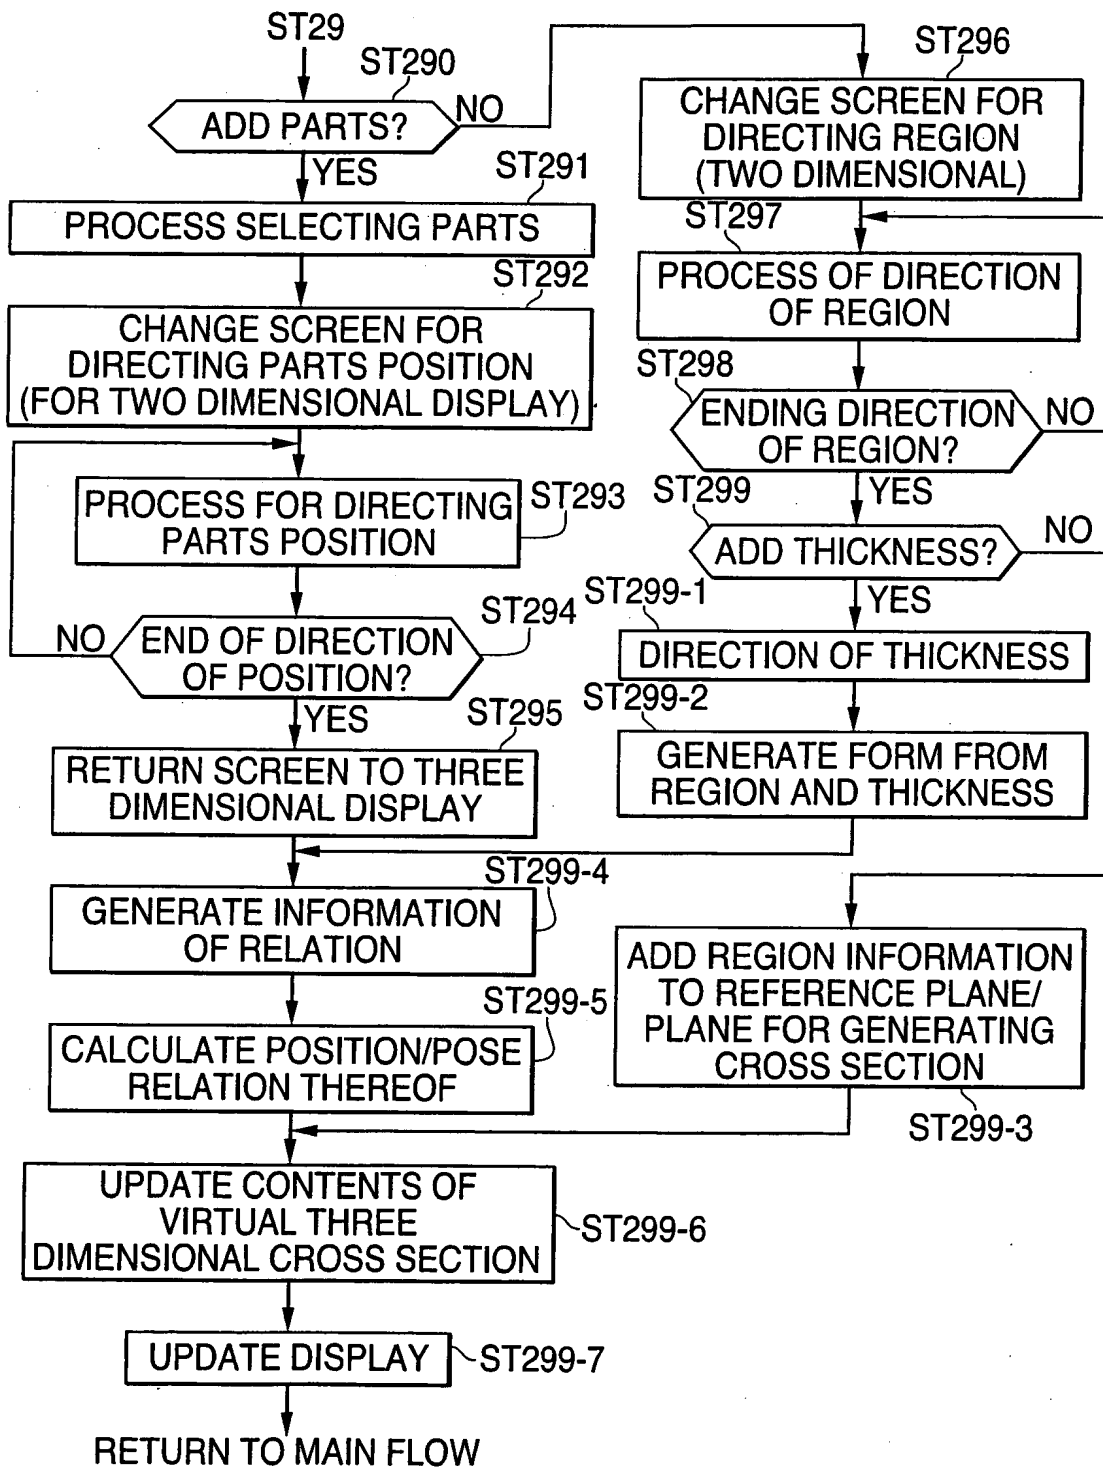 ST29
ST290
ADD PARTS?
NO
YES
ST291
PROCESS SELECTING PARTS
ST292
CHANGE SCREEN FOR
DIRECTING PARTS POSITION
(FOR TWO DIMENSIONAL DISPLAY)
PROCESS FOR DIRECTING
PARTS POSITION
ST293
END OF DIRECTION
OF POSITION?
ST294
NO
YES
ST295
RETURN SCREEN TO THREE
DIMENSIONAL DISPLAY
ST299-4
GENERATE INFORMATION
OF RELATION
ST299-5
CALCULATE POSITION/POSE
RELATION THEREOF
UPDATE CONTENTS OF
VIRTUAL THREE
DIMENSIONAL CROSS SECTION
ST299-6
UPDATE DISPLAY
ST299-7
RETURN TO MAIN FLOW
ST296
CHANGE SCREEN FOR
DIRECTING REGION
(TWO DIMENSIONAL)
ST297
PROCESS OF DIRECTION
OF REGION
ST298
ENDING DIRECTION
OF REGION?
NO
YES
ST299
ADD THICKNESS?
NO
YES
ST299-1
DIRECTION OF THICKNESS
ST299-2
GENERATE FORM FROM
REGION AND THICKNESS
ADD REGION INFORMATION
TO REFERENCE PLANE/
PLANE FOR GENERATING
CROSS SECTION
ST299-3